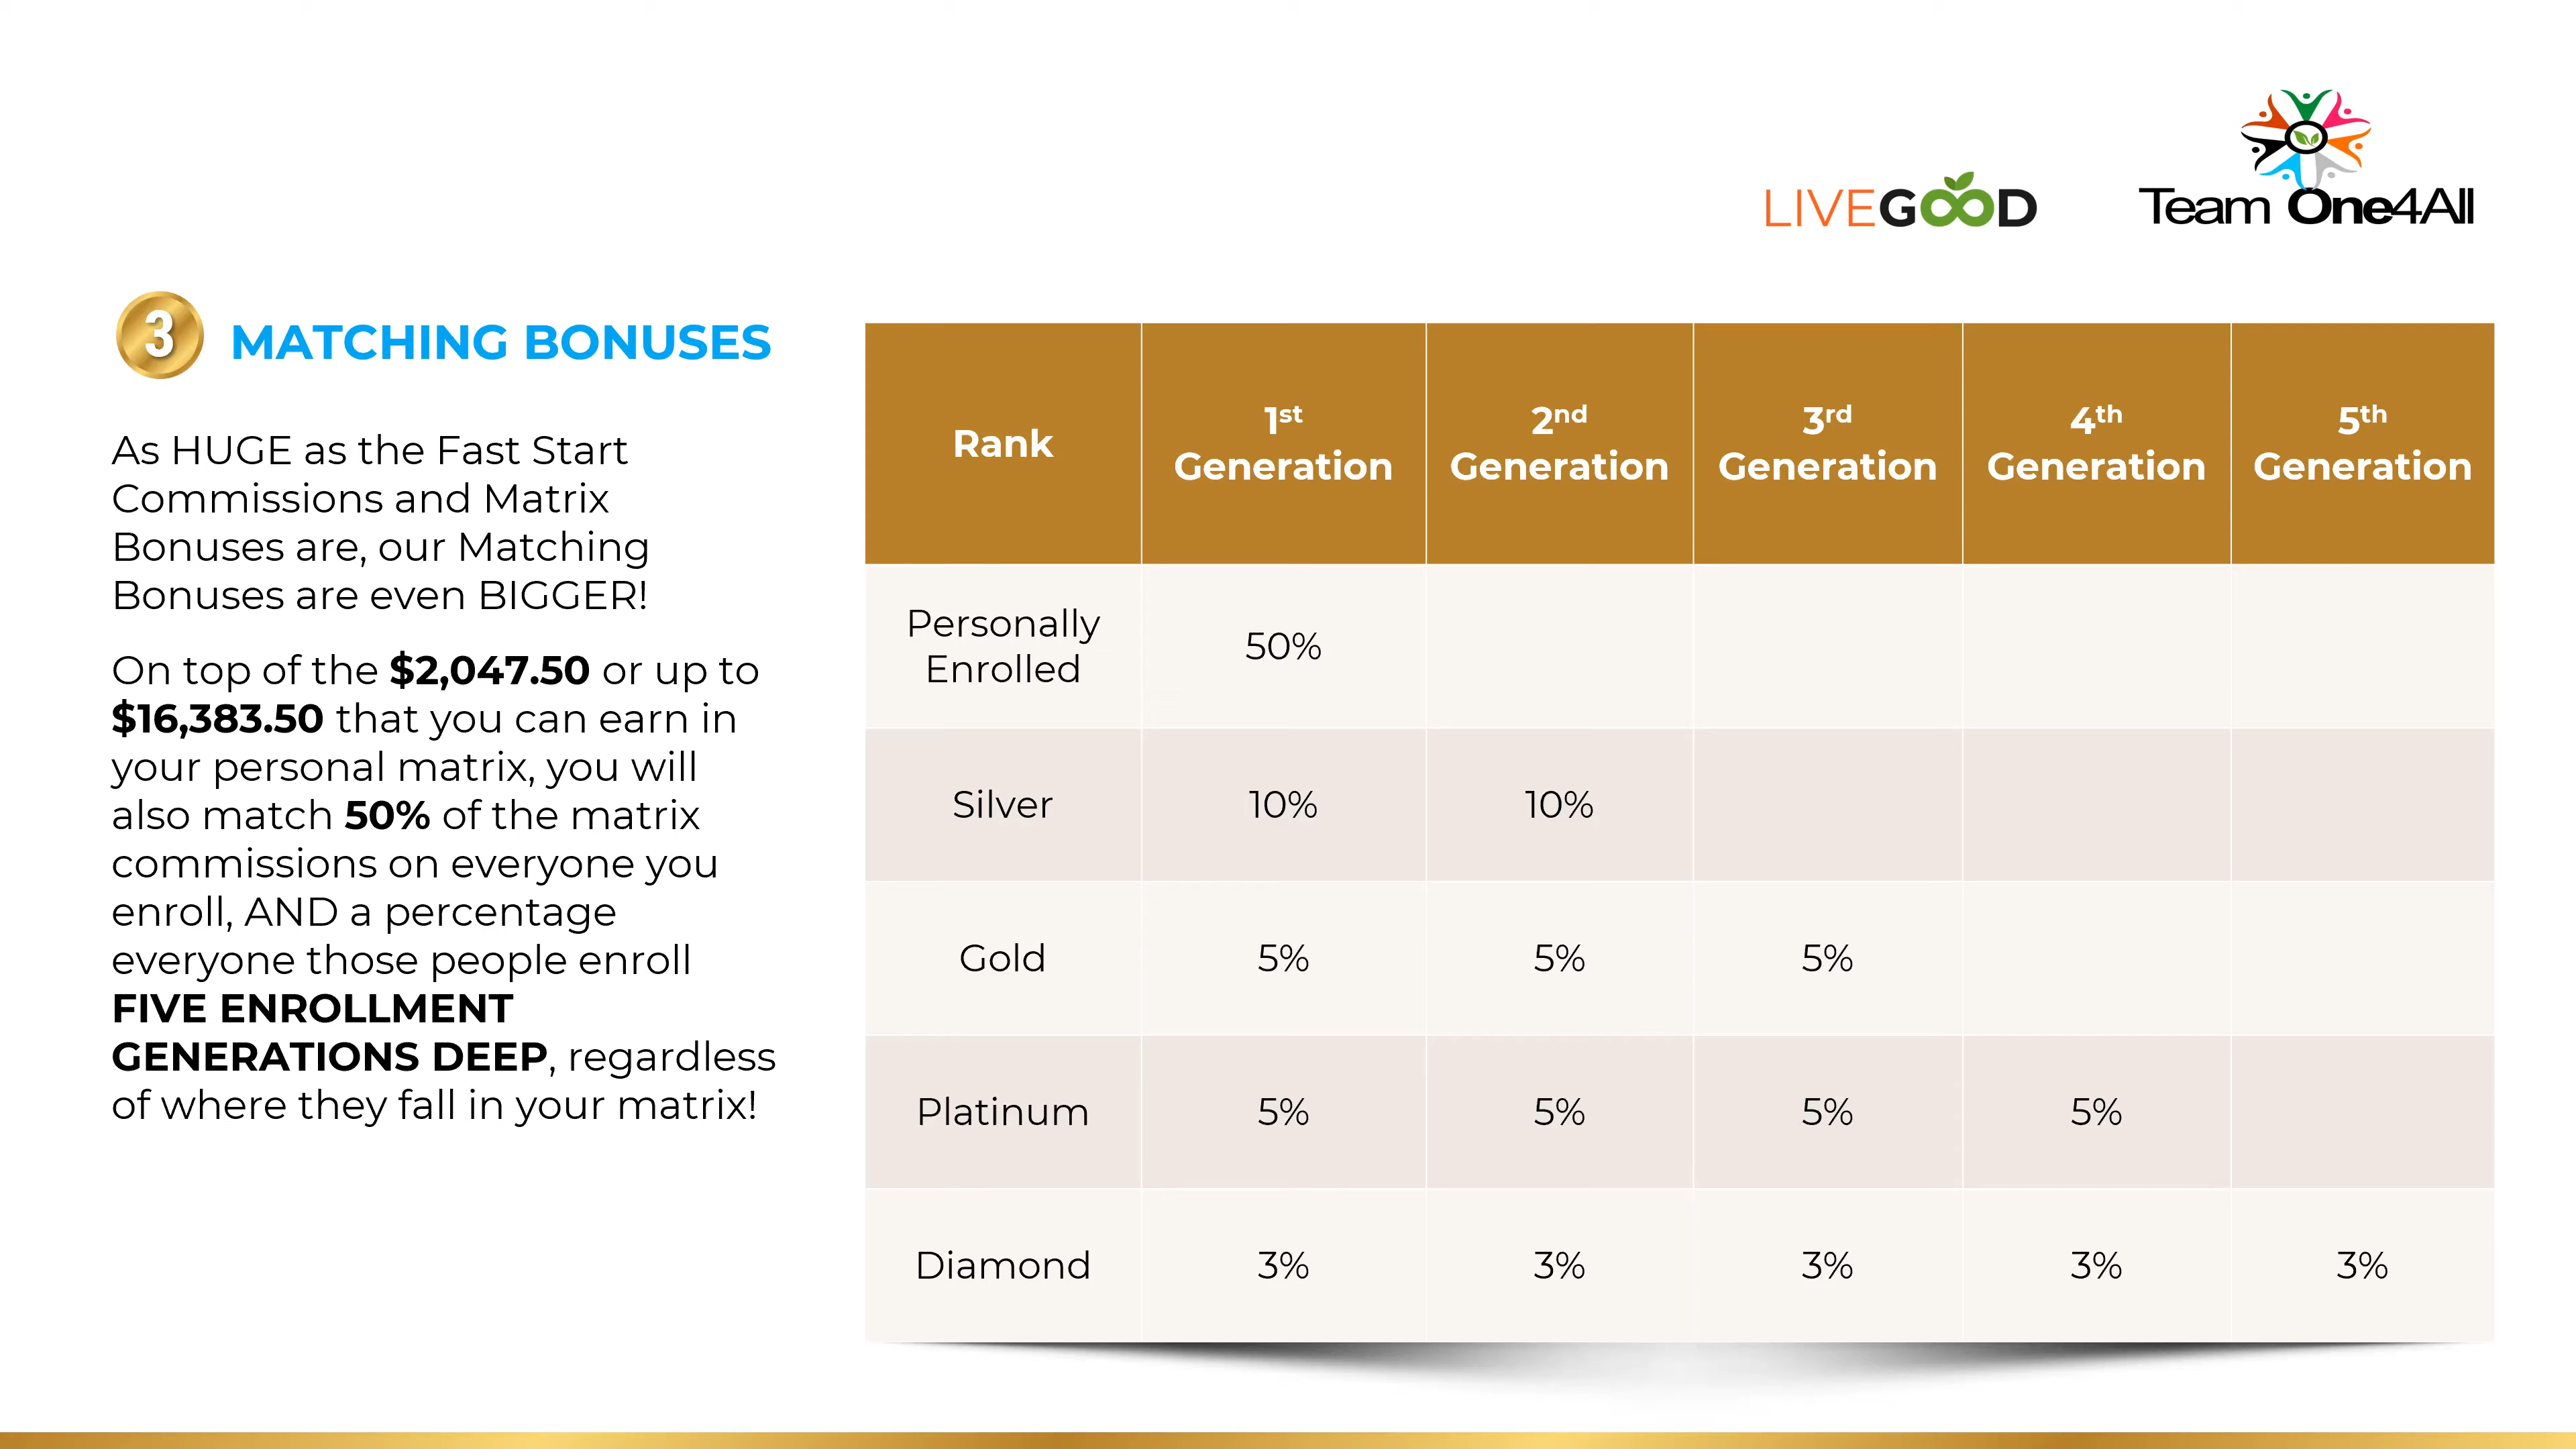 LIVEGOOD
Team One4All
3 MATCHING BONUSES
As HUGE as the Fast Start
Commissions and Matrix
Bonuses are, our Matching
Bonuses are even BIGGER!
On top of the $2,047.50 or up to
$16,383.50 that you can earn in
your personal matrix, you will
also match 50% of the matrix
commissions on everyone you
enroll, AND a percentage
everyone those people enroll
FIVE ENROLLMENT
GENERATIONS DEEP, regardless
of where they fall in your matrix!
Rank 1st Generation 2nd Generation 3rd Generation 4th Generation 5th Generation
Personally Enrolled 50%
Silver 10% 10%
Gold 5% 5% 5%
Platinum 5% 5% 5% 5%
Diamond 3% 3% 3% 3% 3%